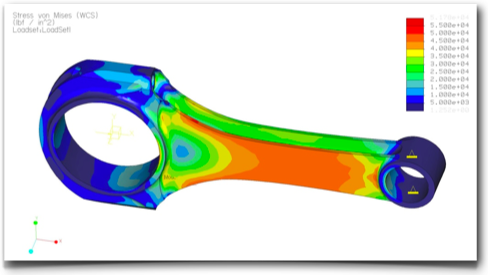 Stress von Mises (WCS)
(lbf / in^2)
Loadset:LoadSet1
5.500e+04
5.000e+04
4.500e+04
4.000e+04
3.500e+04
3.000e+04
2.500e+04
2.000e+04
1.500e+04
1.000e+04
5.000e+03